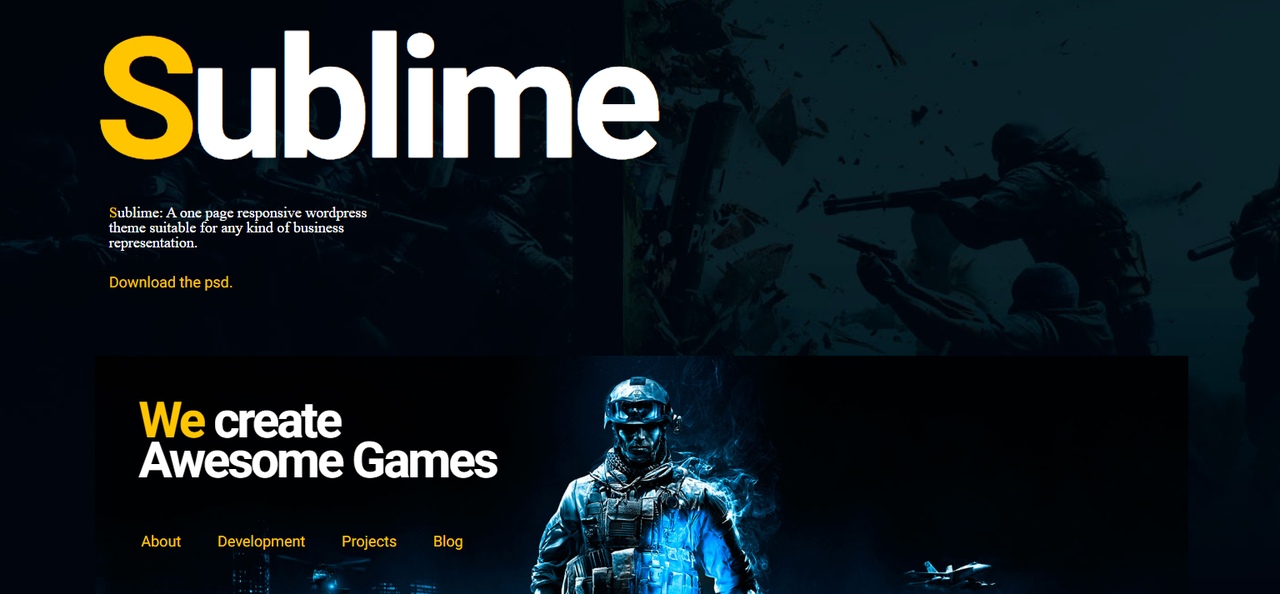 Sublime
Sublime: A one page responsive wordpress
theme suitable for any kind of business
representation.
Download the psd.
We create
Awesome Games
About Development Projects Blog